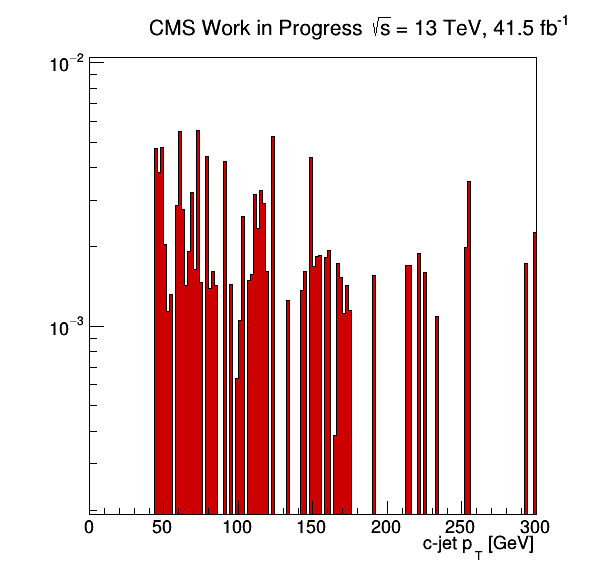 CMS Work in Progress √s = 13 TeV, 41.5 fb⁻¹
10⁻²
10⁻³
0 50 100 150 200 250 300
c-jet p_T [GeV]